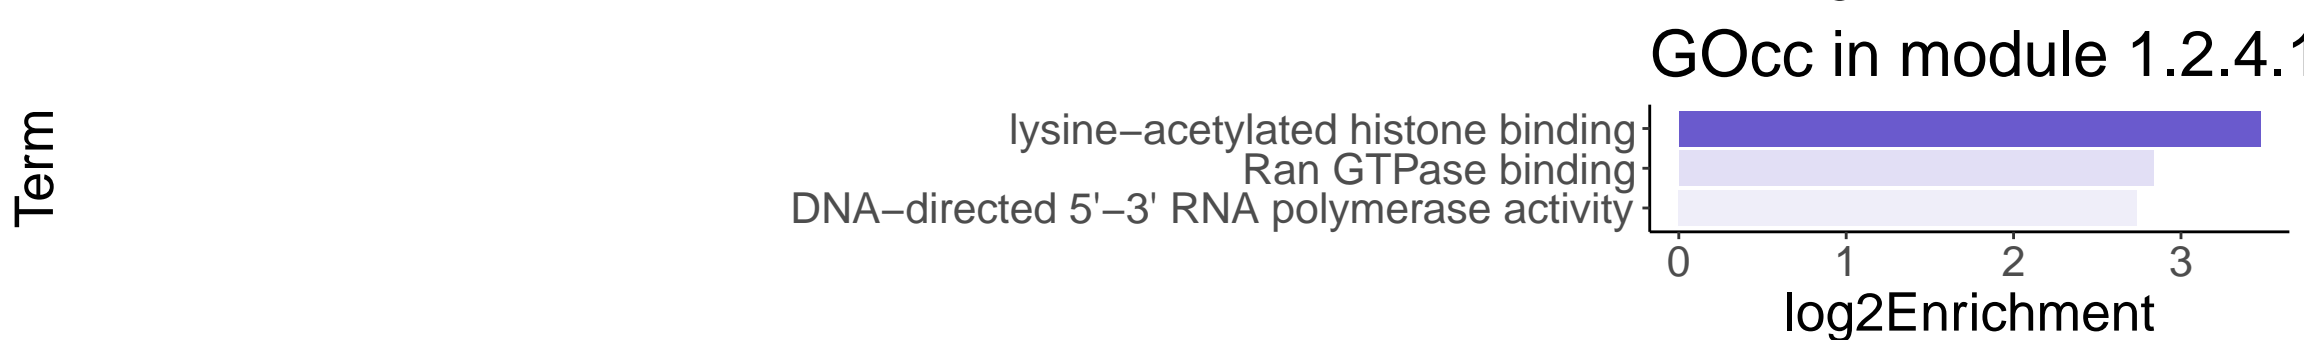 GOcc in module 1.2.4.1
Term
lysine−acetylated histone binding
Ran GTPase binding
DNA−directed 5'−3' RNA polymerase activity
0 1 2 3
log2Enrichment